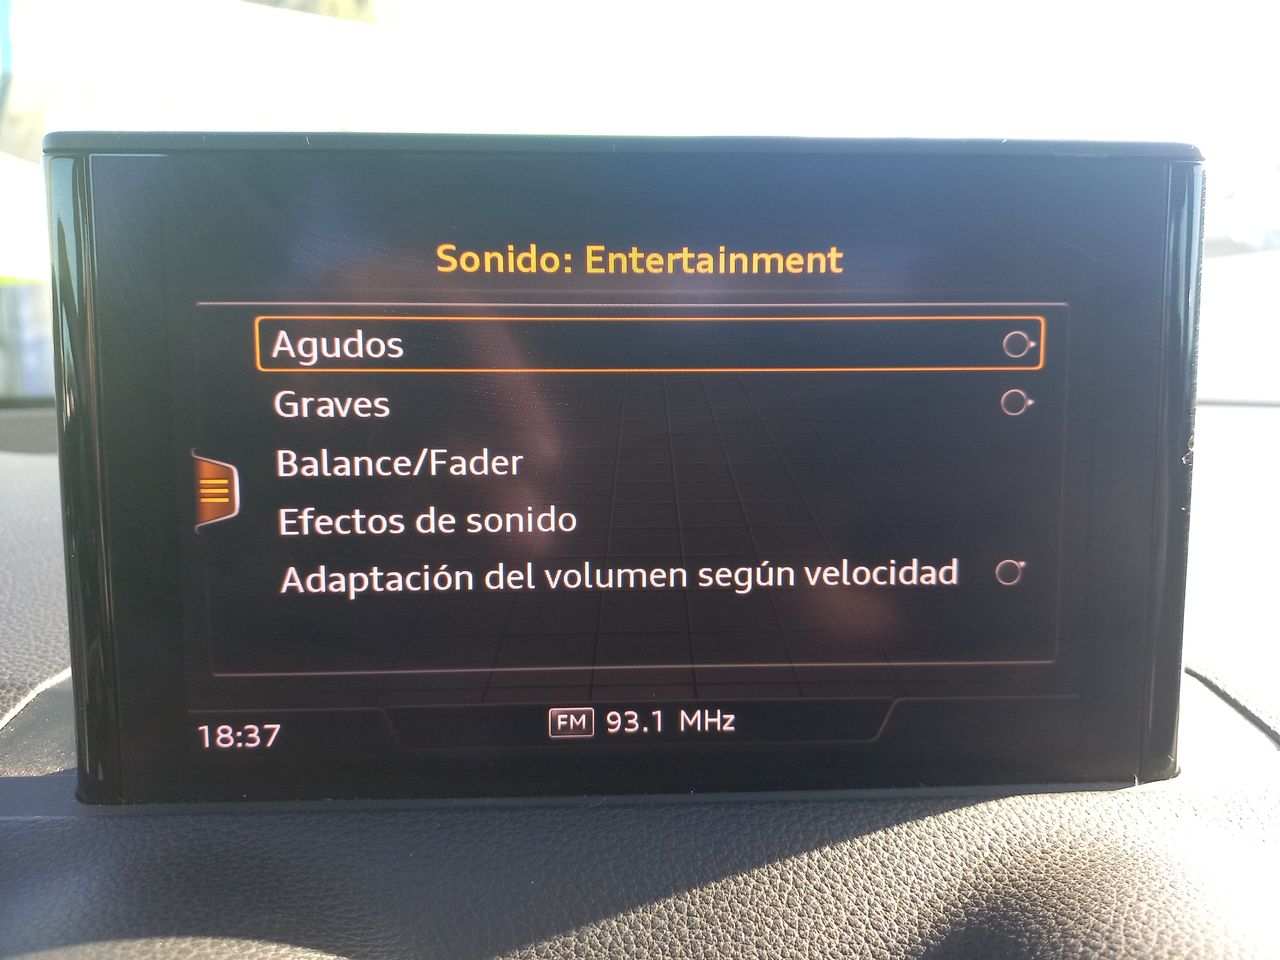 Sonido: Entertainment
Agudos
Graves
Balance/Fader
Efectos de sonido
Adaptación del volumen según velocidad
18:37
FM 93.1 MHz